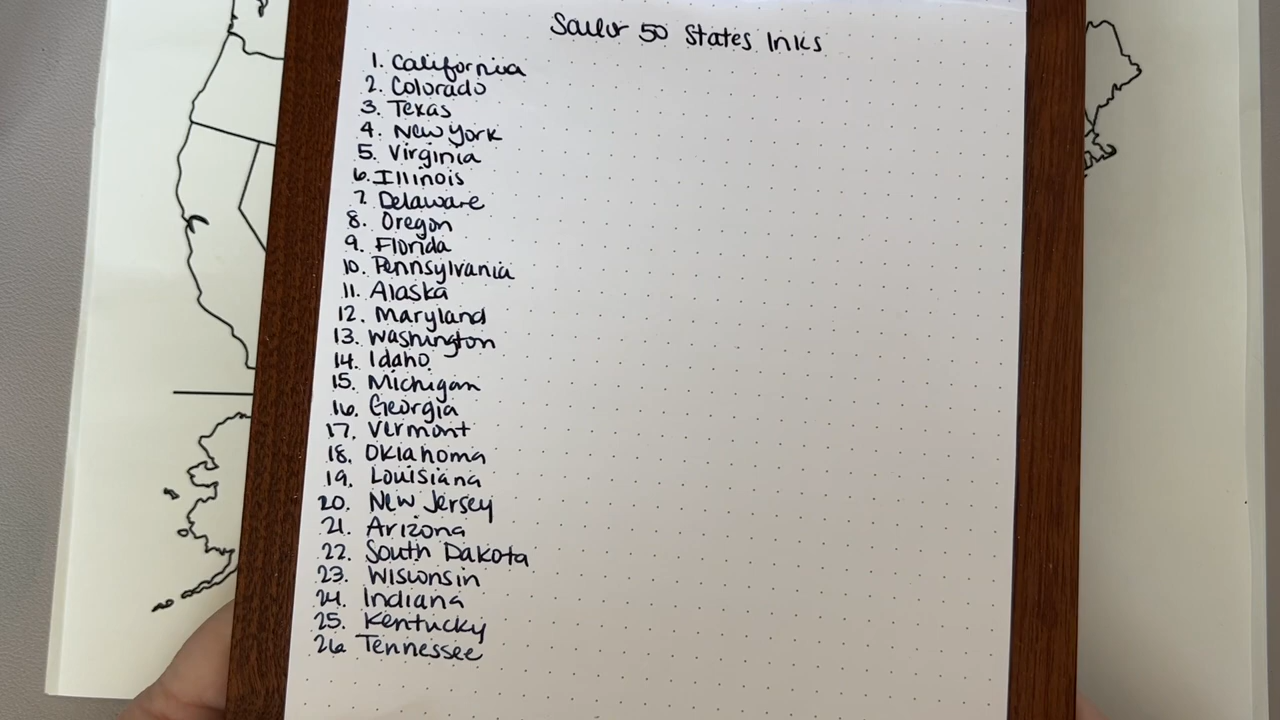 Sailor 50 States Inks
1. California
2. Colorado
3. Texas
4. New York
5. Virginia
6. Illinois
7. Delaware
8. Oregon
9. Florida
10. Pennsylvania
11. Alaska
12. Maryland
13. Washington
14. Idaho
15. Michigan
16. Georgia
17. Vermont
18. Oklahoma
19. Louisiana
20. New Jersey
21. Arizona
22. South Dakota
23. Wisconsin
24. Indiana
25. Kentucky
26 Tennessee